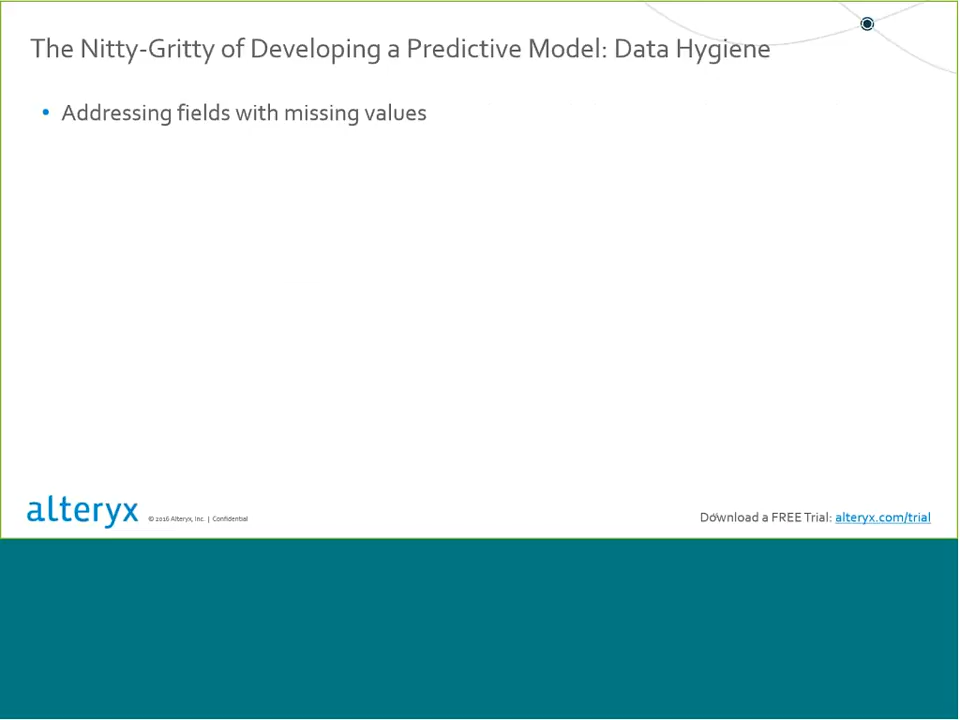 The Nitty-Gritty of Developing a Predictive Model: Data Hygiene
• Addressing fields with missing values
alteryx © 2016 Alteryx, Inc. | Confidential
Download a FREE Trial: alteryx.com/trial